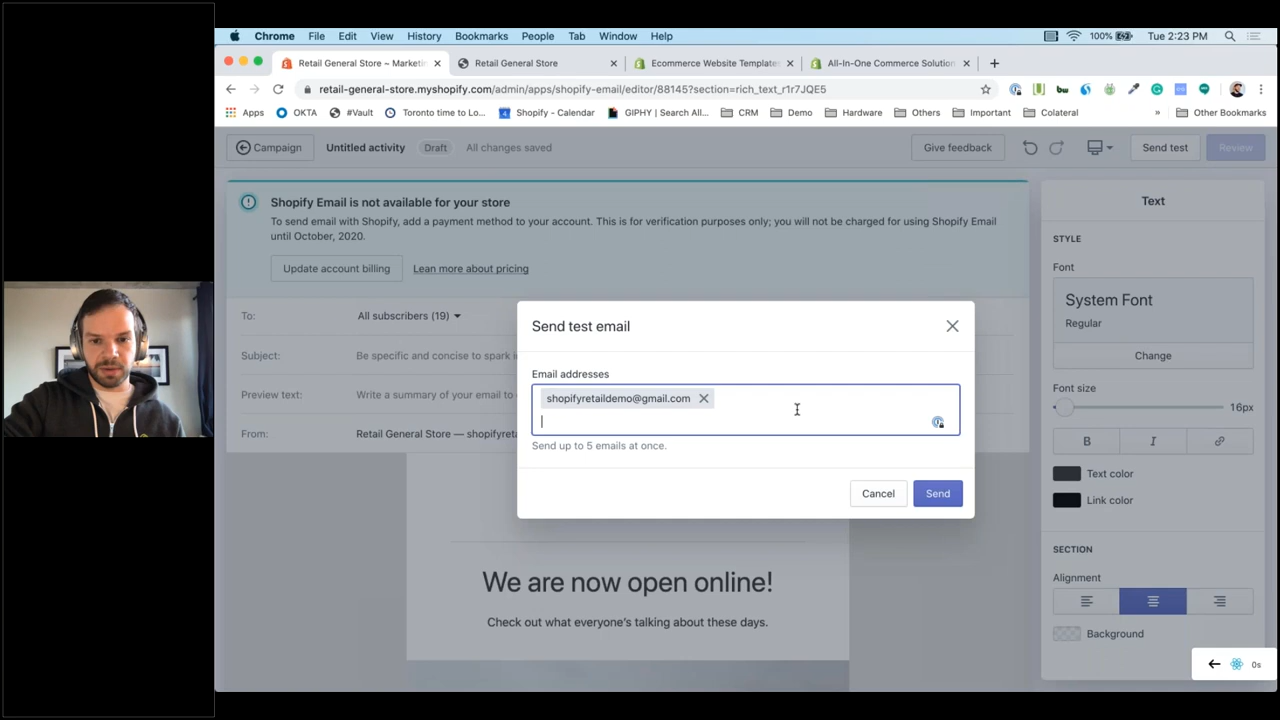 Chrome File Edit View History Bookmarks People Tab Window Help 100% Tue 2:23 PM
Retail General Store ~ Marketin Retail General Store Ecommerce Website Templates All-In-One Commerce Solution
retail-general-store.myshopify.com/admin/apps/shopify-email/editor/88145?section=rich_text_r1r7JQE5
Apps OKTA #Vault Toronto time to Lo... Shopify - Calendar GIPHY | Search All... CRM Demo Hardware Others Important Colateral » Other Bookmarks
Campaign Untitled activity Draft All changes saved Give feedback Send test Review
Shopify Email is not available for your store
To send email with Shopify, add a payment method to your account. This is for verification purposes only; you will not be charged for using Shopify Email
until October, 2020.
Update account billing Learn more about pricing
To: All subscribers (19)
Subject: Be specific and concise to spark i
Preview text: Write a summary of your email to
From: Retail General Store — shopifyreta
Send test email
Email addresses
shopifyretaildemo@gmail.com
Send up to 5 emails at once.
Cancel Send
We are now open online!
Check out what everyone's talking about these days.
Text
STYLE
Font
System Font
Regular
Change
Font size
16px
B I
Text color
Link color
SECTION
Alignment
Background
0s